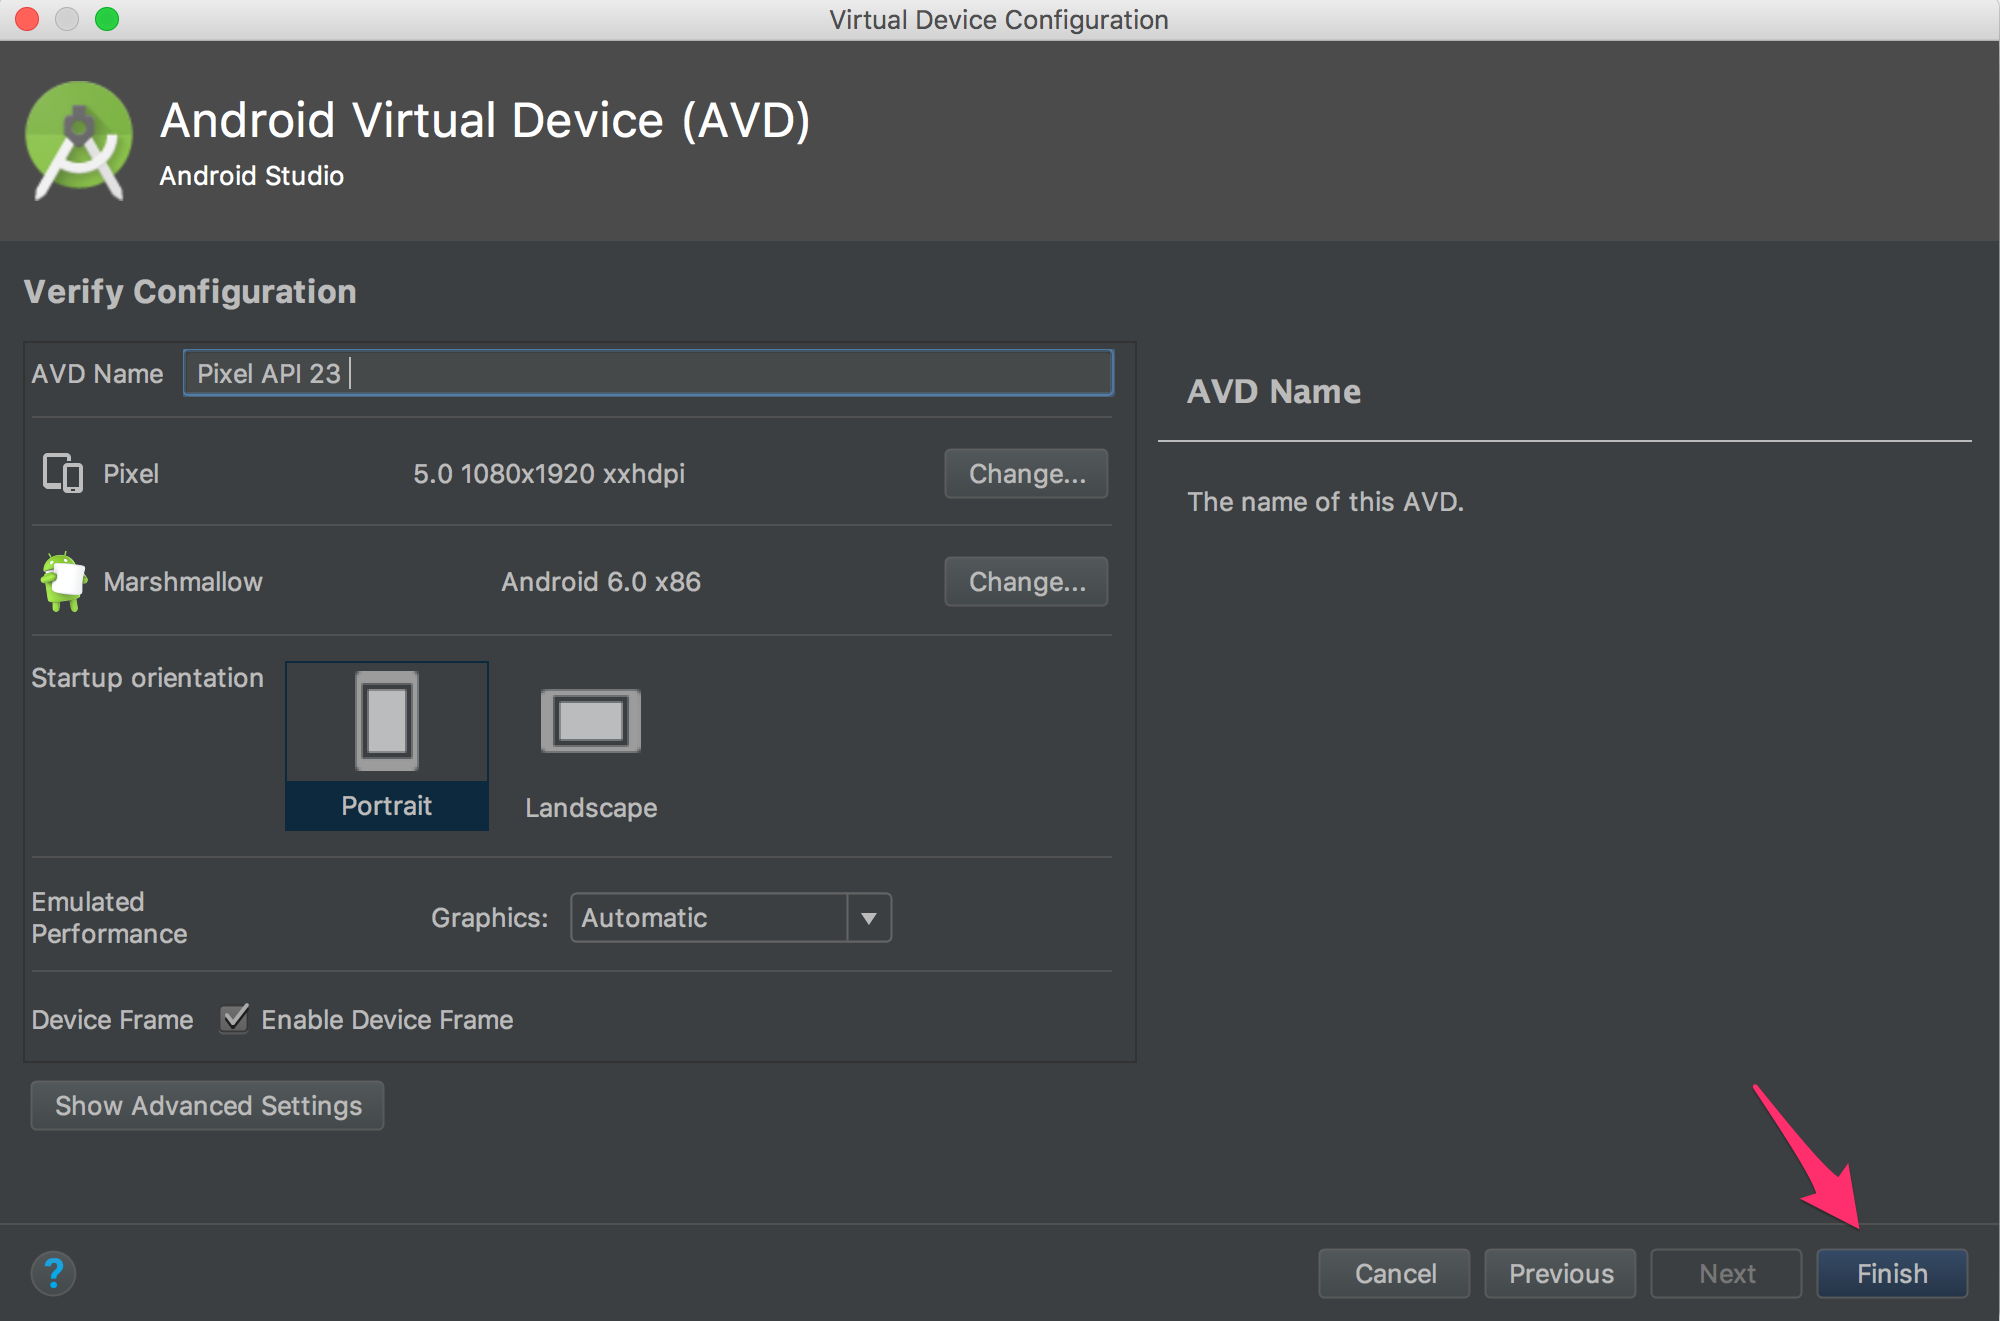 Virtual Device Configuration
Android Virtual Device (AVD)
Android Studio
Verify Configuration
AVD Name Pixel API 23
Pixel 5.0 1080x1920 xxhdpi Change...
Marshmallow Android 6.0 x86 Change...
Startup orientation
Portrait Landscape
Emulated
Performance
Graphics: Automatic
Device Frame Enable Device Frame
Show Advanced Settings
AVD Name
The name of this AVD.
? Cancel Previous Next Finish